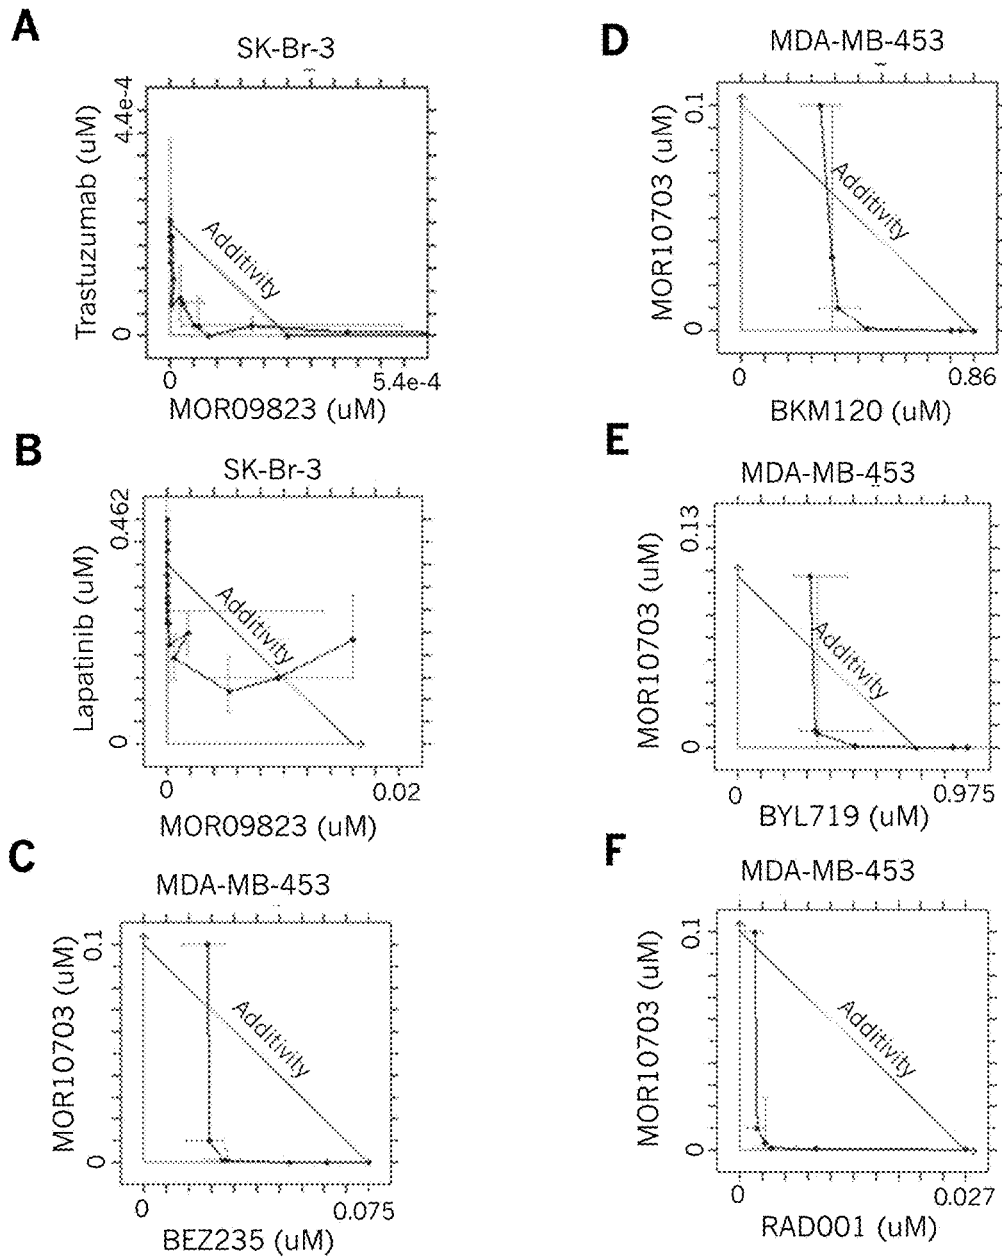 A
SK-Br-3
Trastuzumab (uM)
4.4e-4
0
Additivity
0
5.4e-4
MOR09823 (uM)
B
SK-Br-3
Lapatinib (uM)
0.462
0
Additivity
0
0.02
MOR09823 (uM)
C
MDA-MB-453
MOR10703 (uM)
0.1
0
Additivity
0
0.075
BEZ235 (uM)
D
MDA-MB-453
MOR10703 (uM)
0.1
0
Additivity
0
0.86
BKM120 (uM)
E
MDA-MB-453
MOR10703 (uM)
0.13
0
Additivity
0
0.975
BYL719 (uM)
F
MDA-MB-453
MOR10703 (uM)
0.1
0
Additivity
0
0.027
RAD001 (uM)